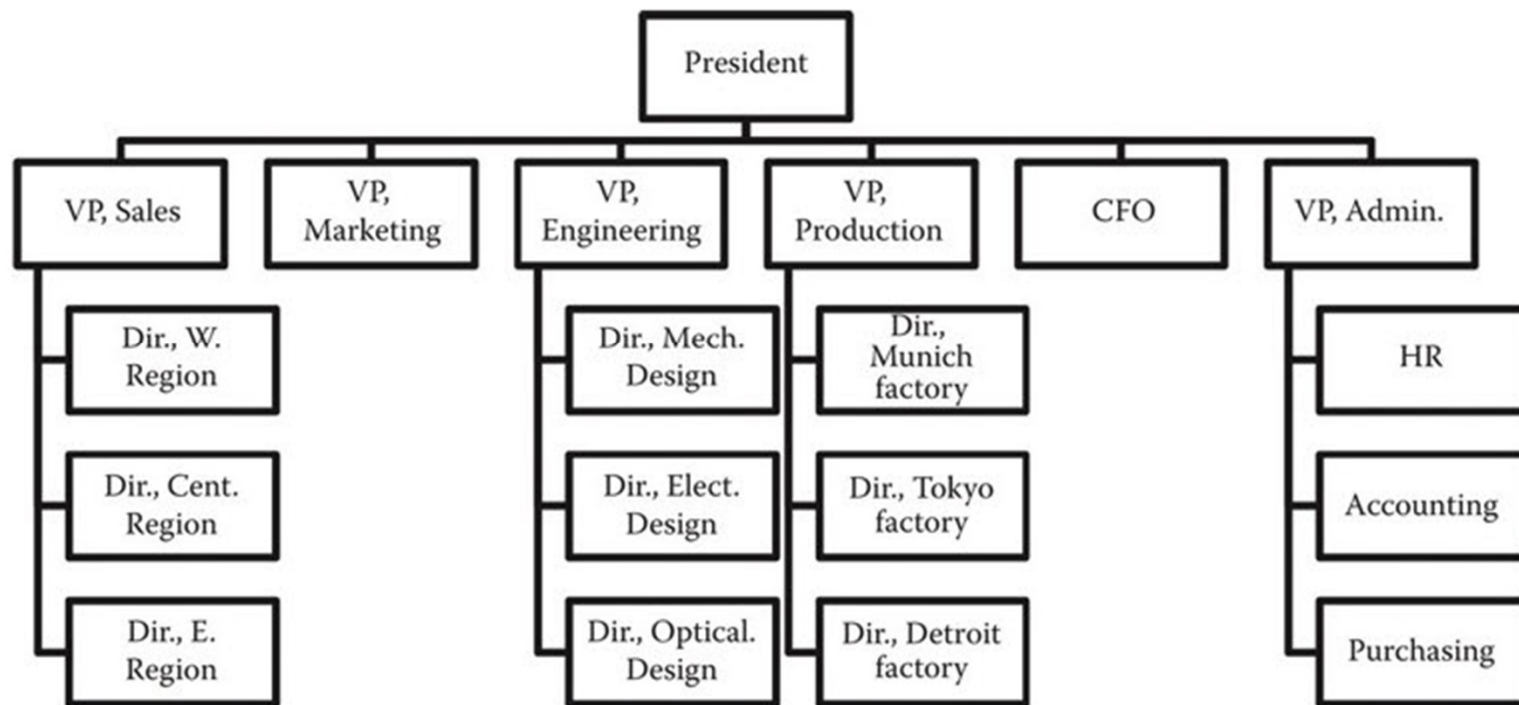 President
VP, Sales
VP,
Marketing
VP,
Engineering
VP,
Production
CFO
VP, Admin.
Dir., W.
Region
Dir., Cent.
Region
Dir., E.
Region
Dir., Mech.
Design
Dir., Elect.
Design
Dir., Optical.
Design
Dir.,
Munich
factory
Dir., Tokyo
factory
Dir., Detroit
factory
HR
Accounting
Purchasing